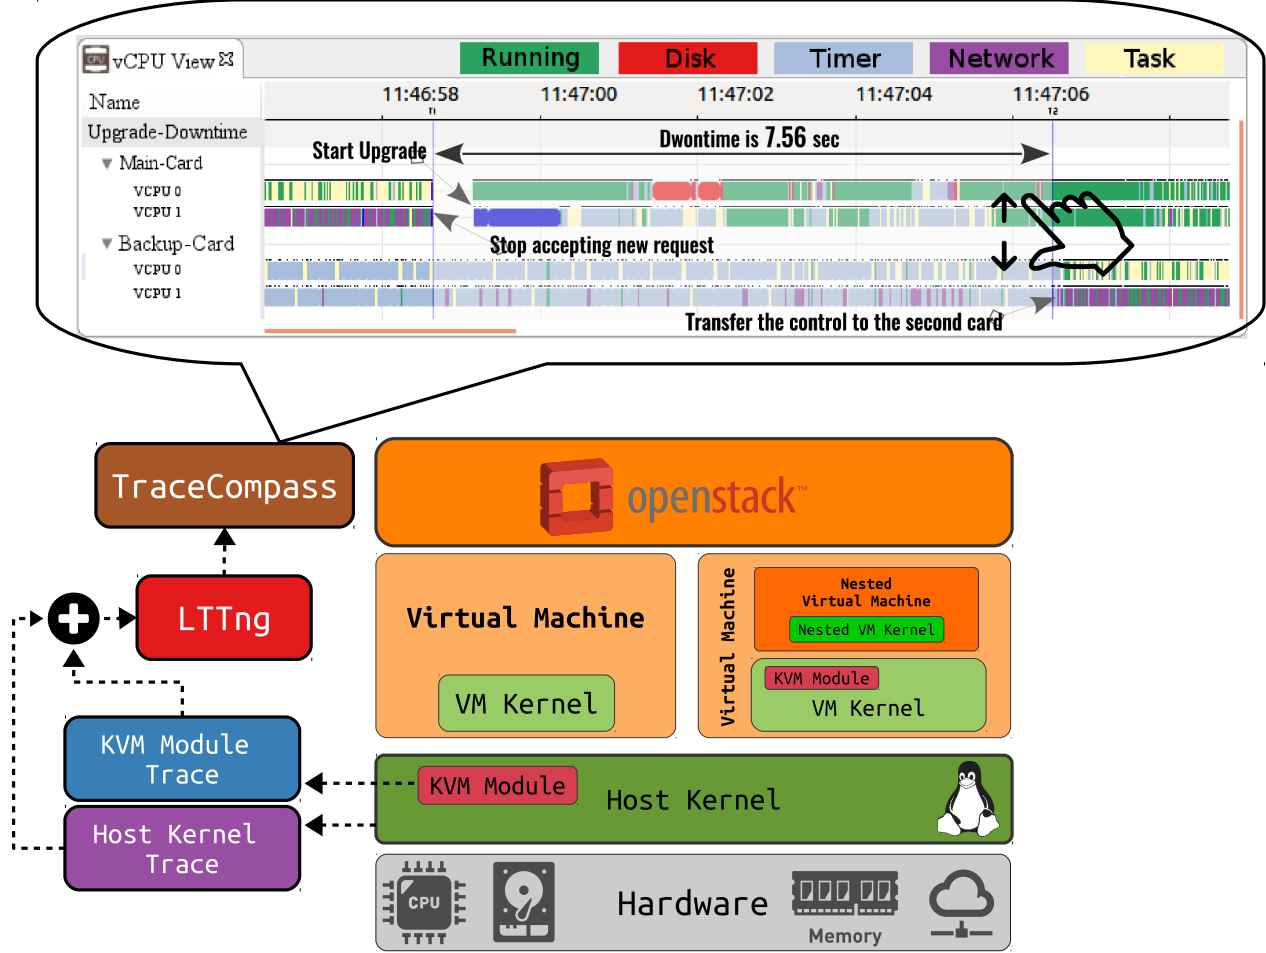 vCPU View
Running
Disk
Timer
Network
Task
Name
11:46:58
11:47:00
11:47:02
11:47:04
11:47:06
T1
T2
Upgrade-Downtime
Dwontime is 7.56 sec
Start Upgrade
Main-Card
VCPU 0
VCPU 1
Stop accepting new request
Backup-Card
VCPU 0
VCPU 1
Transfer the control to the second card
TraceCompass
openstack™
LTTng
Virtual Machine
VM Kernel
Virtual Machine
Nested
Virtual Machine
Nested VM Kernel
KVM Module
VM Kernel
KVM Module
Trace
KVM Module
Host Kernel
Host Kernel
Trace
CPU
Hardware
Memory